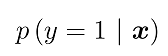 p (y = 1 | x)